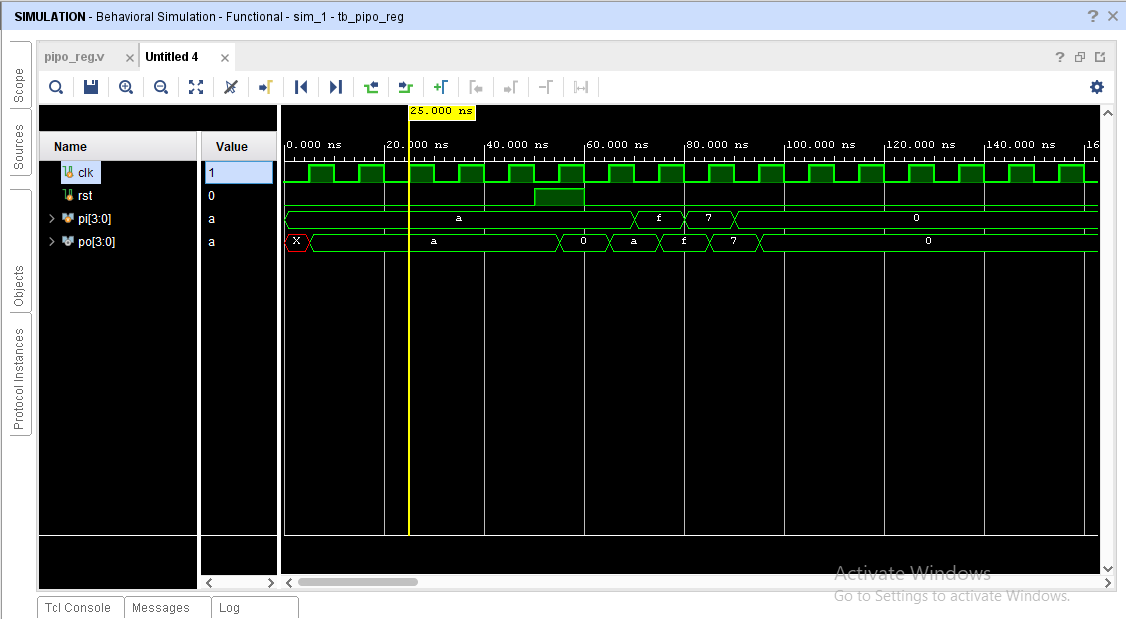 SIMULATION - Behavioral Simulation - Functional - sim_1 - tb_pipo_reg
? ×
Scope
Sources
Objects
Protocol Instances
pipo_reg.v ×
Untitled 4 ×
?
25.000 ns
Name
Value
0.000 ns 20.000 ns 40.000 ns 60.000 ns 80.000 ns 100.000 ns 120.000 ns 140.000 ns 16
clk 1
rst 0
pi[3:0] a a f 7 0
po[3:0] a X a 0 a f 7 0
Activate Windows
Go to Settings to activate Windows.
Tcl Console Messages Log